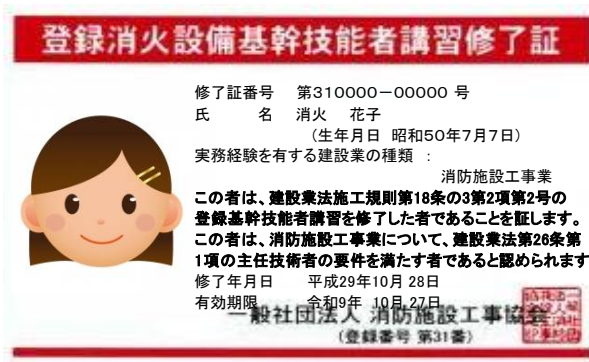 登録消火設備基幹技能者講習修了証
修了証番号 第310000－00000 号
氏 名 消火 花子
（生年月日 昭和50年7月7日）
実務経験を有する建設業の種類 ：
消防施設工事業
この者は、建設業法施工規則第18条の3第2項第2号の
登録基幹技能者講習を修了した者であることを証します。
この者は、消防施設工事業について、建設業法第26条第
1項の主任技術者の要件を満たす者であると認められます
修了年月日 平成29年10月28日
有効期限 令和9年 10月27日
一般社団法人 消防施設工事協会
（登録番号 第31番）